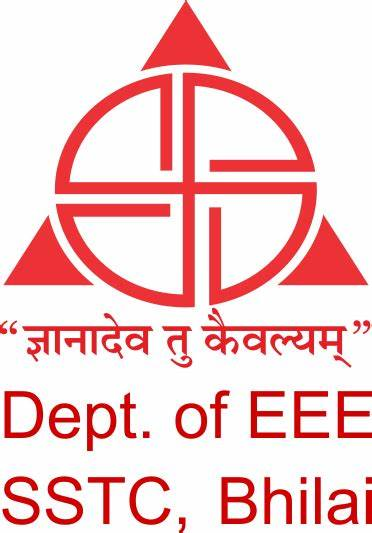 “ज्ञानादेव तु कैवल्यम्”
Dept. of EEE
SSTC, Bhilai